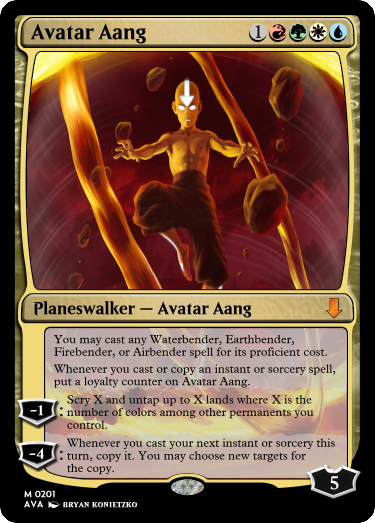 Avatar Aang 1
Planeswalker — Avatar Aang
You may cast any Waterbender, Earthbender,
Firebender, or Airbender spell for its proficient cost.
Whenever you cast or copy an instant or sorcery spell,
put a loyalty counter on Avatar Aang.
-1: Scry X and untap up to X lands where X is the
number of colors among other permanents you
control.
-4: Whenever you cast your next instant or sorcery this
turn, copy it. You may choose new targets for
the copy.
5
M 0201
AVA BRYAN KONIETZKO